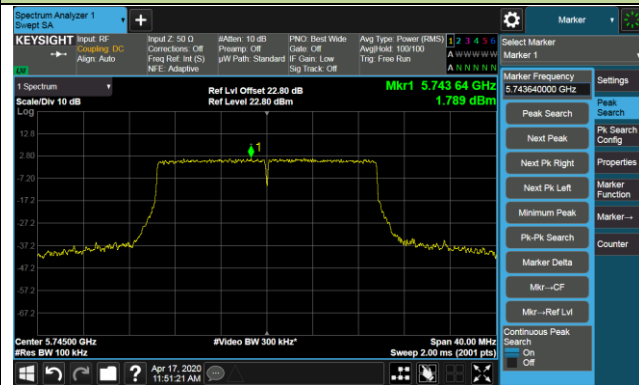 Spectrum Analyzer 1
Swept SA
Marker
KEYSIGHT
Input: RF
Coupling: DC
Align: Auto
Input Z: 50 Ω
Corrections: Off
Freq Ref: Int (S)
NFE: Adaptive
#Atten: 10 dB
Preamp: Off
µW Path: Standard
PNO: Best Wide
Gate: Off
IF Gain: Low
Sig Track: Off
Avg Type: Power (RMS)
Avg|Hold: 100/100
Trig: Free Run
1 2 3 4 5 6
A W W W W W
A N N N N N
Select Marker
Marker 1
1 Spectrum
Scale/Div 10 dB
Log
Ref Lvl Offset 22.80 dB
Ref Level 22.80 dBm
Mkr1 5.743 64 GHz
1.789 dBm
12.8
2.80
-7.20
-17.2
-27.2
-37.2
-47.2
-57.2
-67.2
1
Center 5.74500 GHz
#Res BW 100 kHz
#Video BW 300 kHz*
Span 40.00 MHz
Sweep 2.00 ms (2001 pts)
Marker Frequency
5.743640000 GHz
Peak Search
Next Peak
Next Pk Right
Next Pk Left
Minimum Peak
Pk-Pk Search
Marker Delta
Mkr→CF
Mkr→Ref Lvl
Continuous Peak
Search
On
Off
Settings
Peak
Search
Pk Search
Config
Properties
Marker
Function
Marker→
Counter
Apr 17, 2020
11:51:21 AM